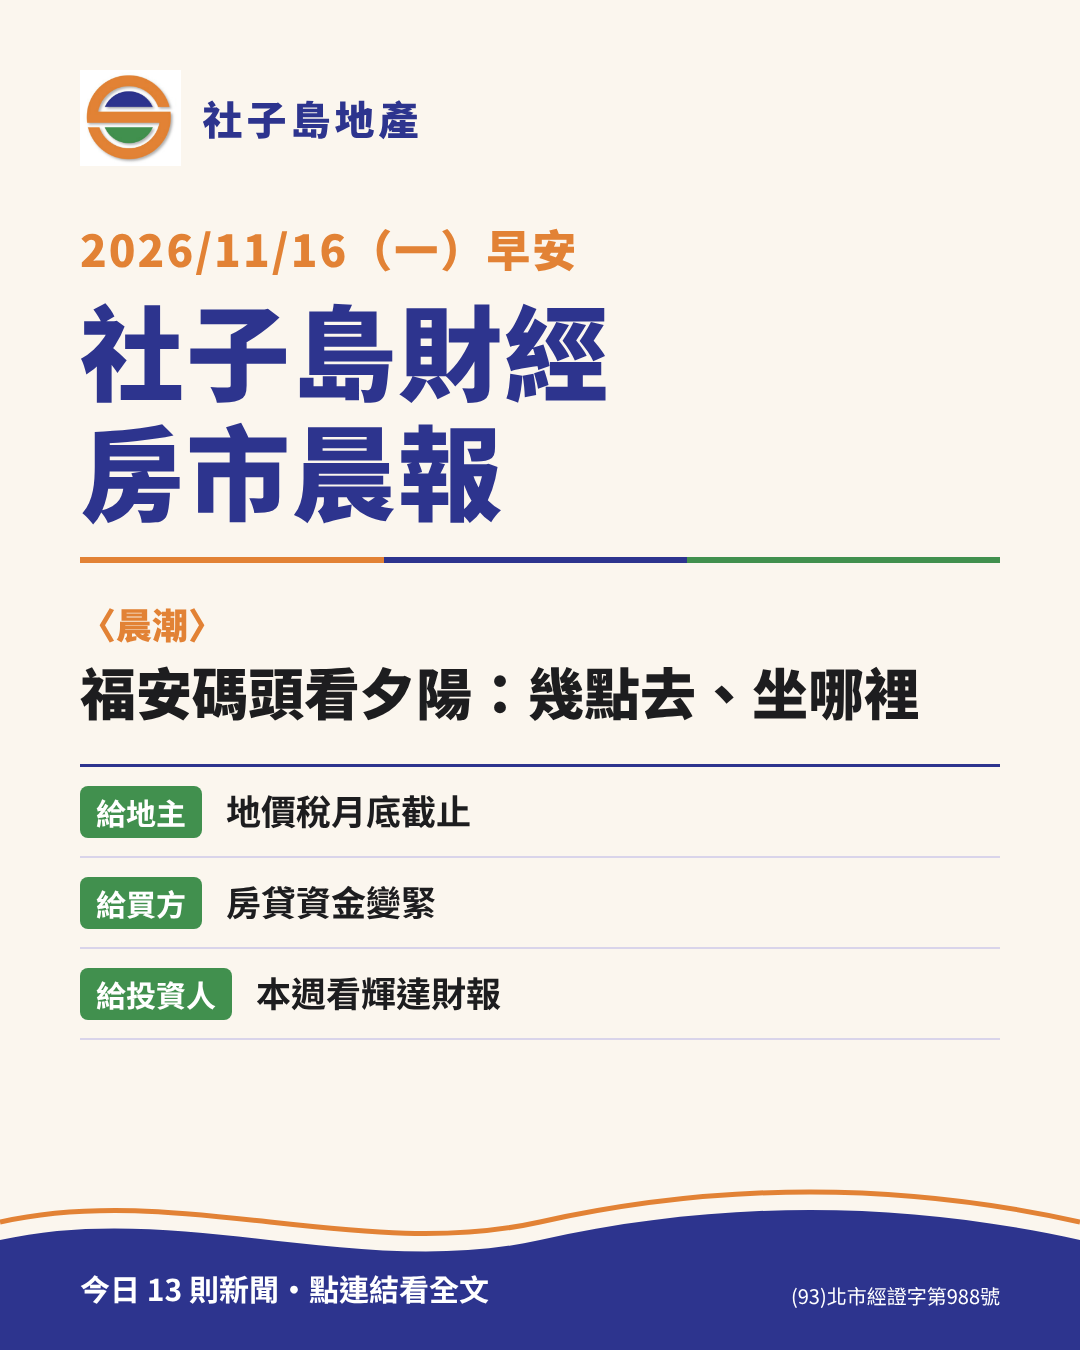 社子島地產
2026/11/16（一）早安
社子島財經
房市晨報
〈晨潮〉
福安碼頭看夕陽：幾點去、坐哪裡
給地主 地價稅月底截止
給買方 房貸資金變緊
給投資人 本週看輝達財報
今日 13 則新聞・點連結看全文
(93)北市經證字第988號